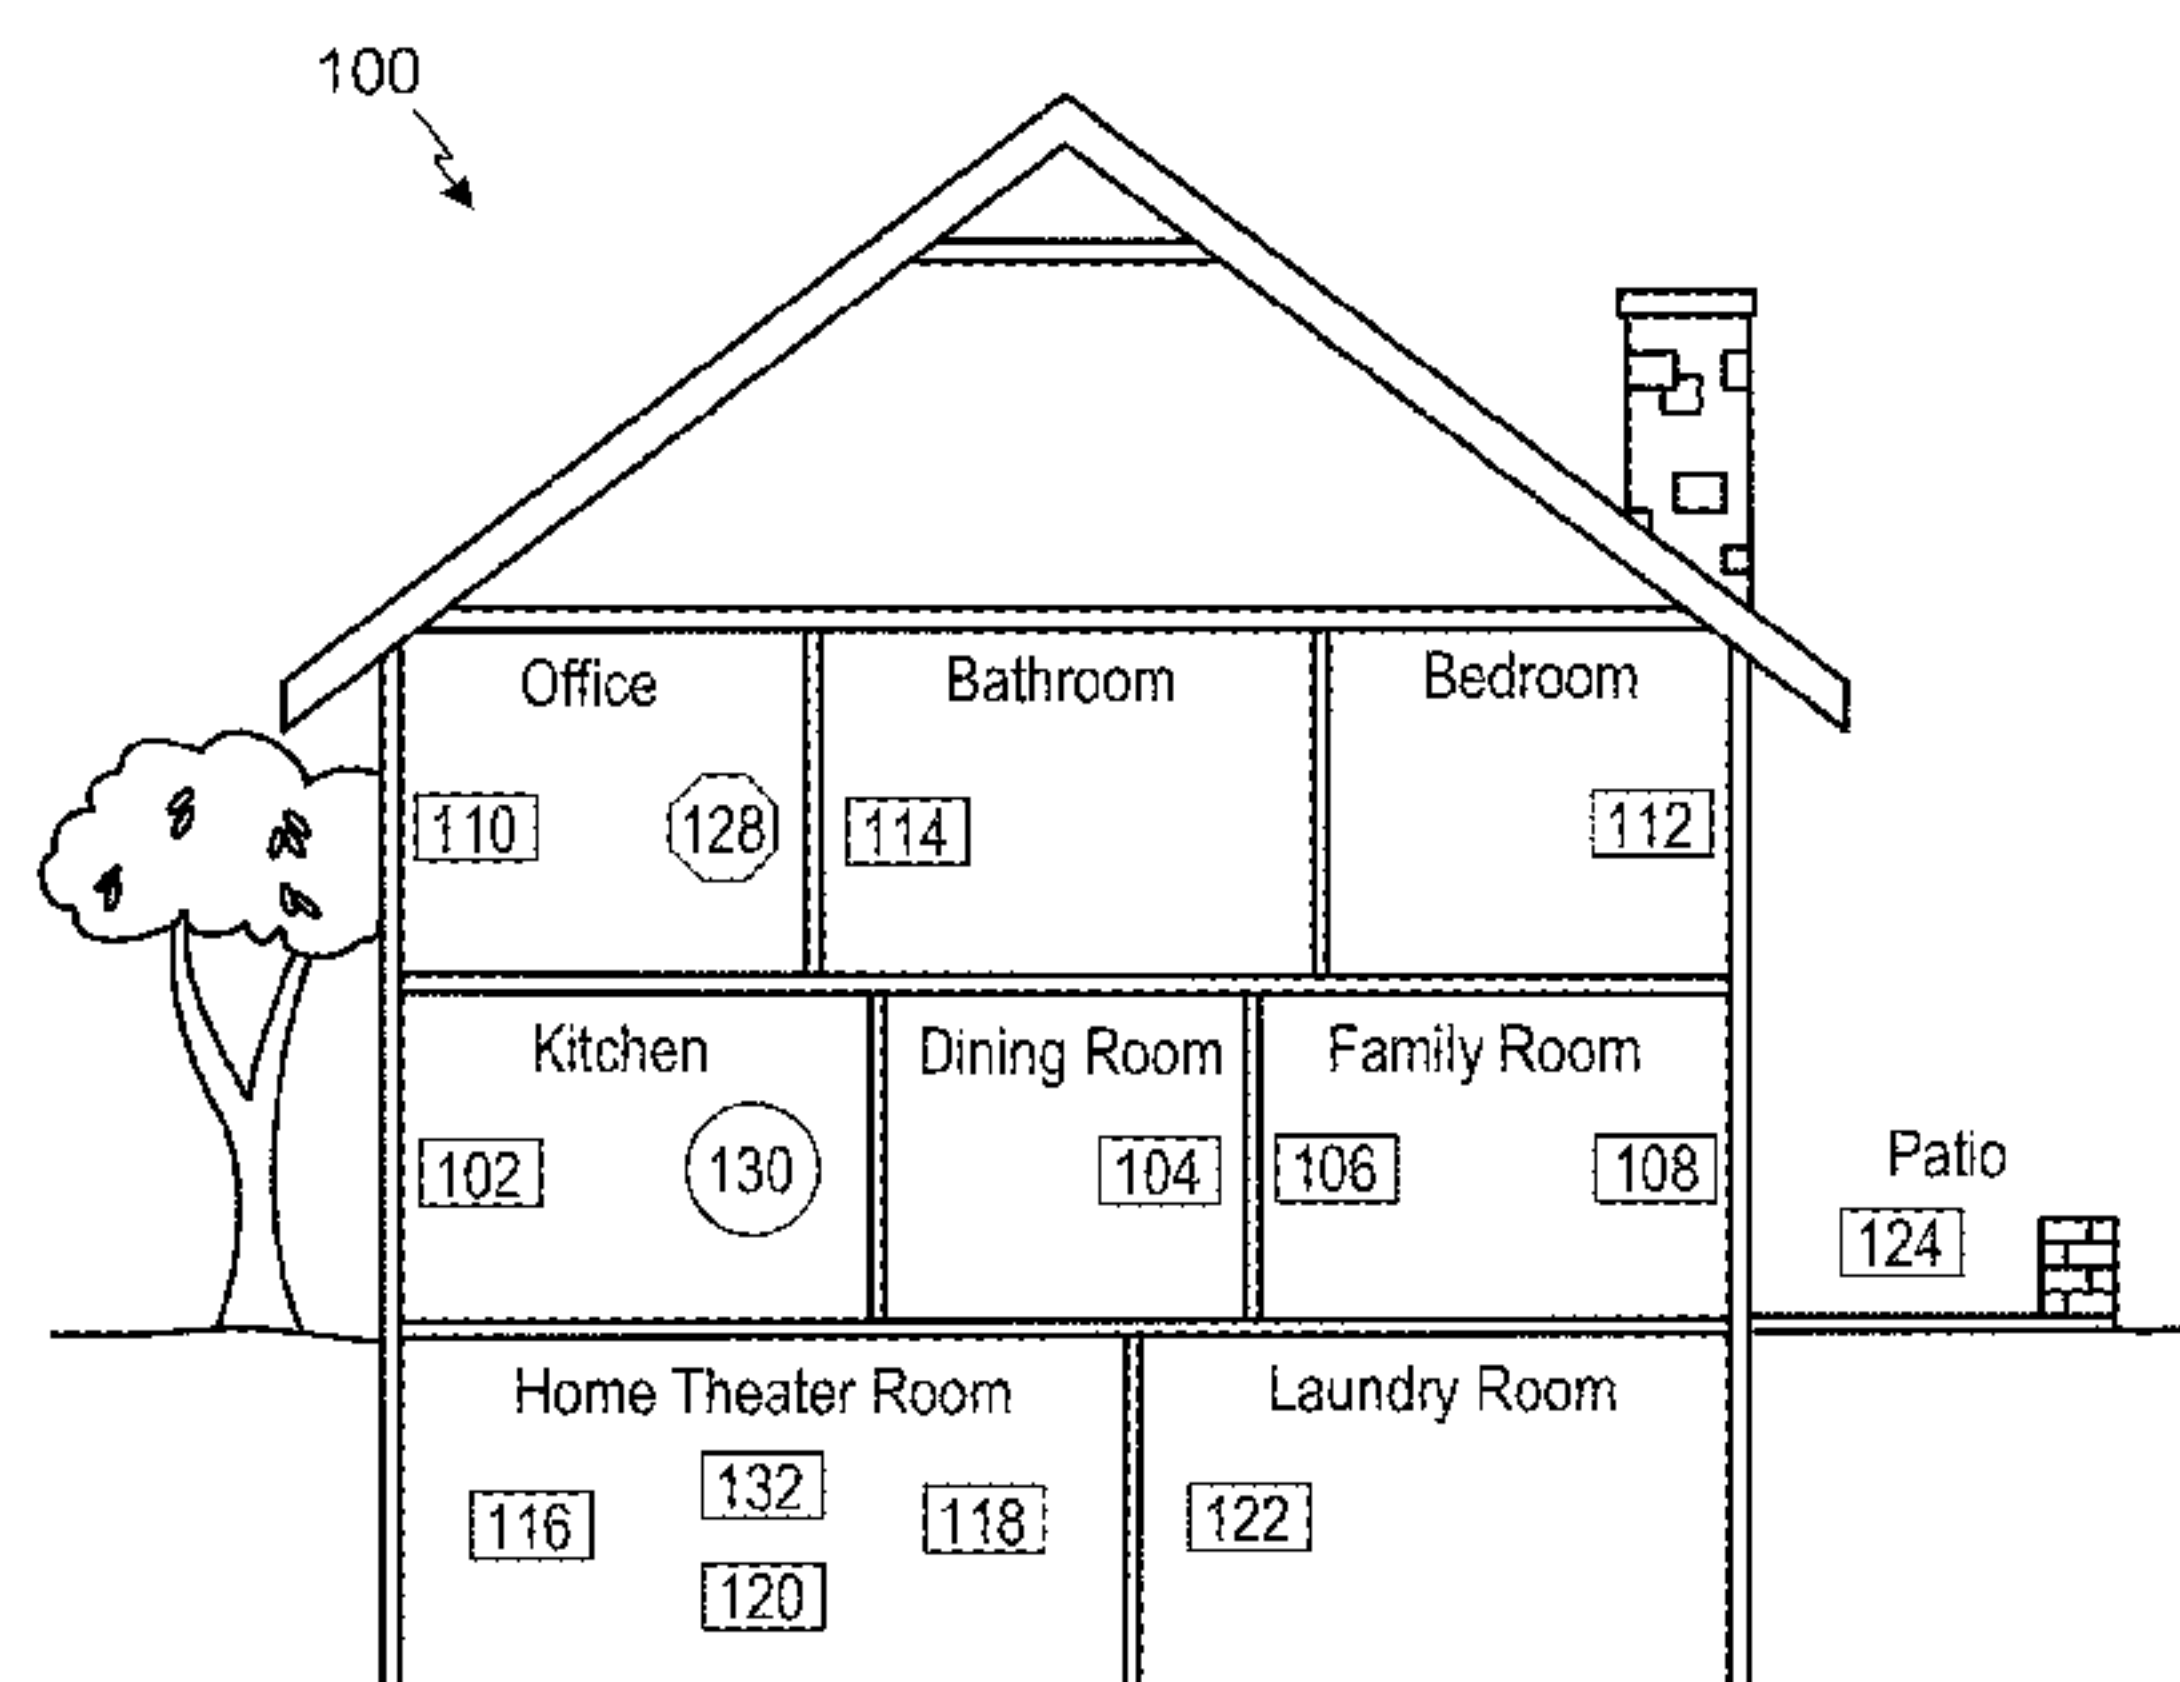 100
Office
Bathroom
Bedroom
110
128
114
112
Kitchen
Dining Room
Family Room
102
130
104
106
108
Patio
124
Home Theater Room
Laundry Room
116
132
118
120
122